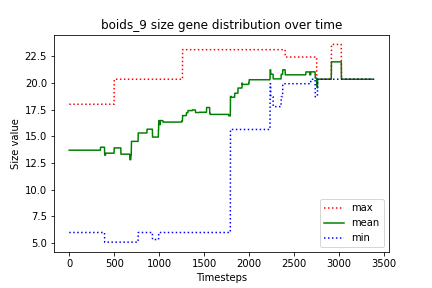 boids_9 size gene distribution over time
22.5
20.0
17.5
15.0
12.5
10.0
7.5
5.0
Size value
max
mean
min
0 500 1000 1500 2000 2500 3000 3500
Timesteps